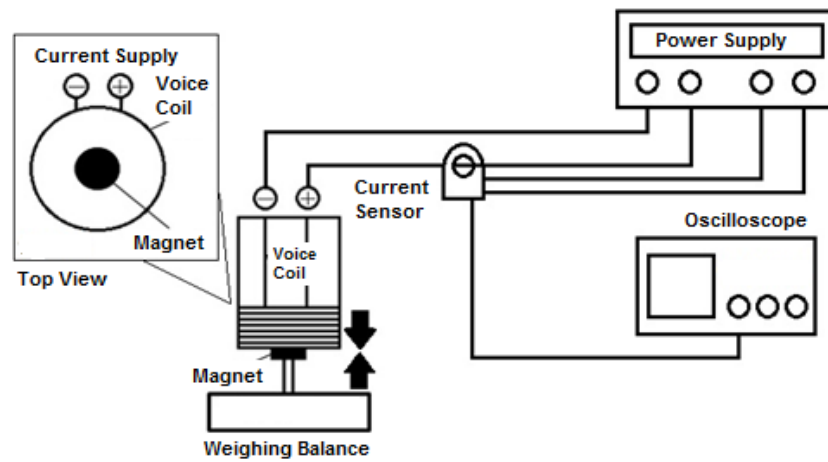 Current Supply
− +
Voice
Coil
Magnet
Top View
Power Supply
− +
Current
Sensor
Voice
Coil
Oscilloscope
Magnet
Weighing Balance